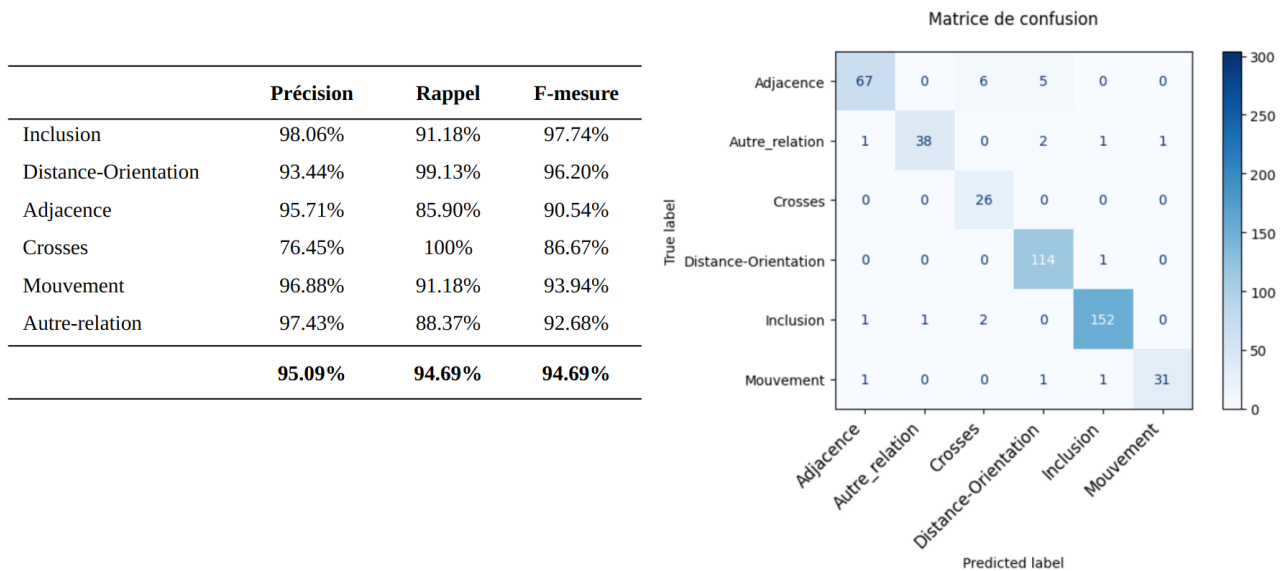 Précision Rappel F-mesure
Inclusion 98.06% 91.18% 97.74%
Distance-Orientation 93.44% 99.13% 96.20%
Adjacence 95.71% 85.90% 90.54%
Crosses 76.45% 100% 86.67%
Mouvement 96.88% 91.18% 93.94%
Autre-relation 97.43% 88.37% 92.68%
95.09% 94.69% 94.69%
Matrice de confusion
True label
Adjacence 67 0 6 5 0 0
Autre_relation 1 38 0 2 1 1
Crosses 0 0 26 0 0 0
Distance-Orientation 0 0 0 114 1 0
Inclusion 1 1 2 0 152 0
Mouvement 1 0 0 1 1 31
Adjacence Autre_relation Crosses Distance-Orientation Inclusion Mouvement
Predicted label
300
250
200
150
100
50
0